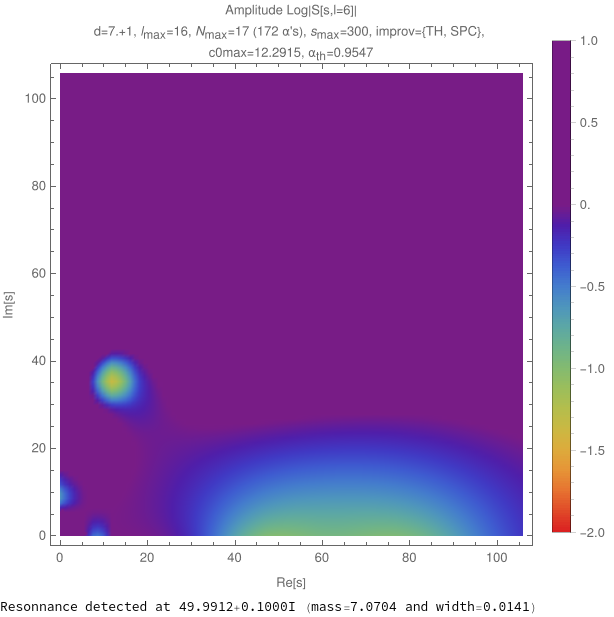 Amplitude Log|S[s,l=6]|
d=7.+1, lmax=16, Nmax=17 (172 α's), smax=300, improv={TH, SPC},
c0max=12.2915, αth=0.9547
1.0
100
0.5
80
0.
60
Im[s]
-0.5
40
-1.0
20
-1.5
0
-2.0
0 20 40 60 80 100
Re[s]
Resonnance detected at 49.9912+0.1000I (mass=7.0704 and width=0.0141)